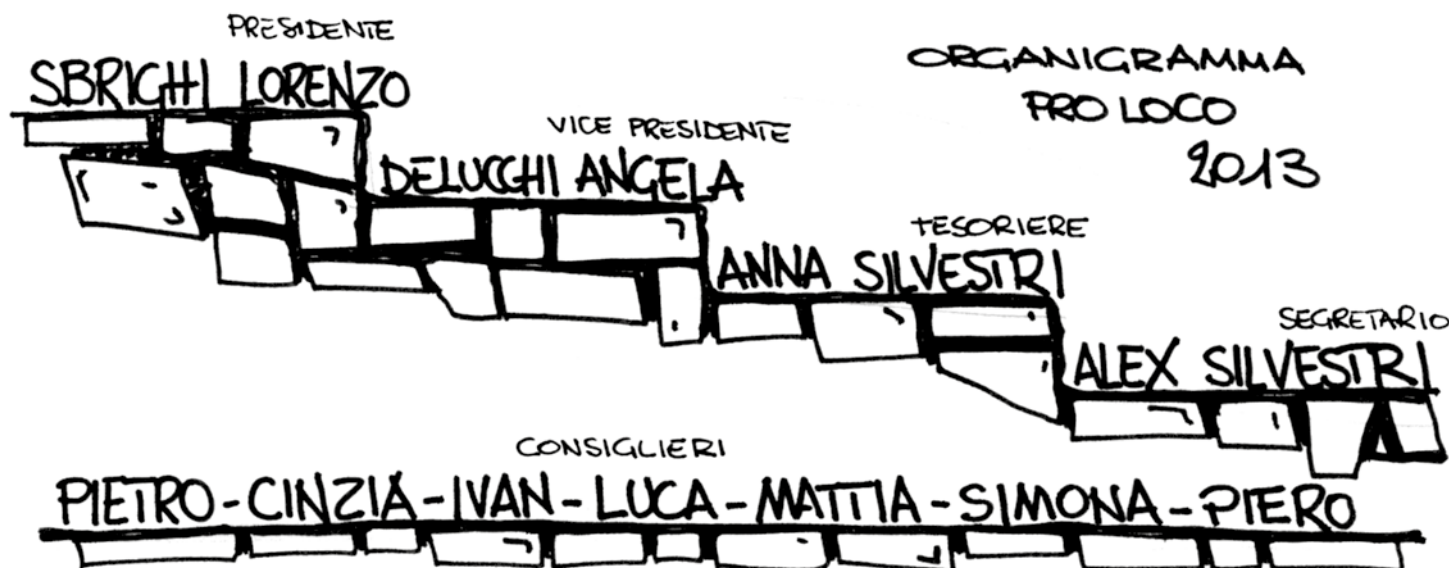 PRESIDENTE
SBRIGHI LORENZO
ORGANIGRAMMA
PRO LOCO
2013
VICE PRESIDENTE
DELUCCHI ANGELA
TESORIERE
ANNA SILVESTRI
SEGRETARIO
ALEX SILVESTRI
CONSIGLIERI
PIETRO-CINZIA-IVAN-LUCA-MATTIA-SIMONA-PIERO